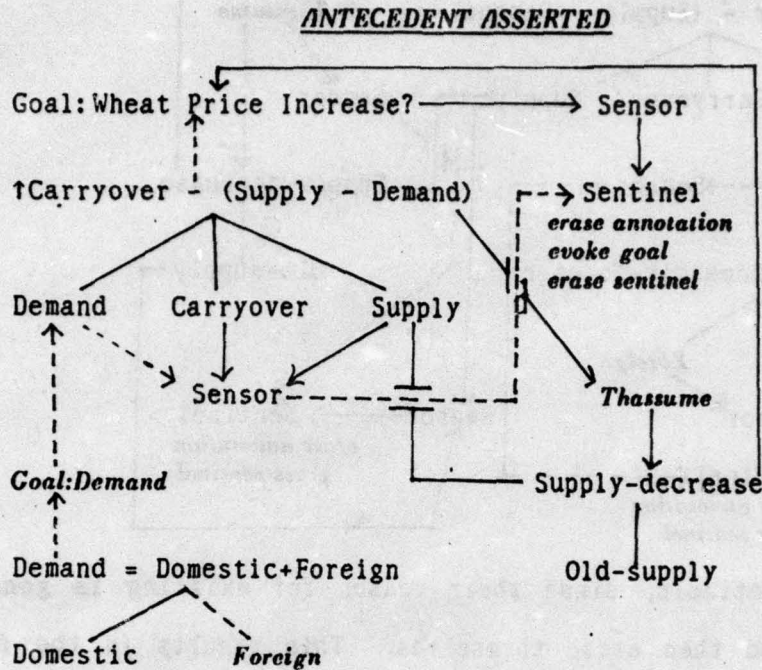 ANTECEDENT ASSERTED
Goal: Wheat Price Increase? Sensor
↑Carryover - (Supply - Demand) Sentinel
erase annotation
evoke goal
erase sentinel
Demand Carryover Supply
Sensor Thassume
Goal:Demand Supply-decrease
Demand = Domestic+Foreign Old-supply
Domestic Foreign